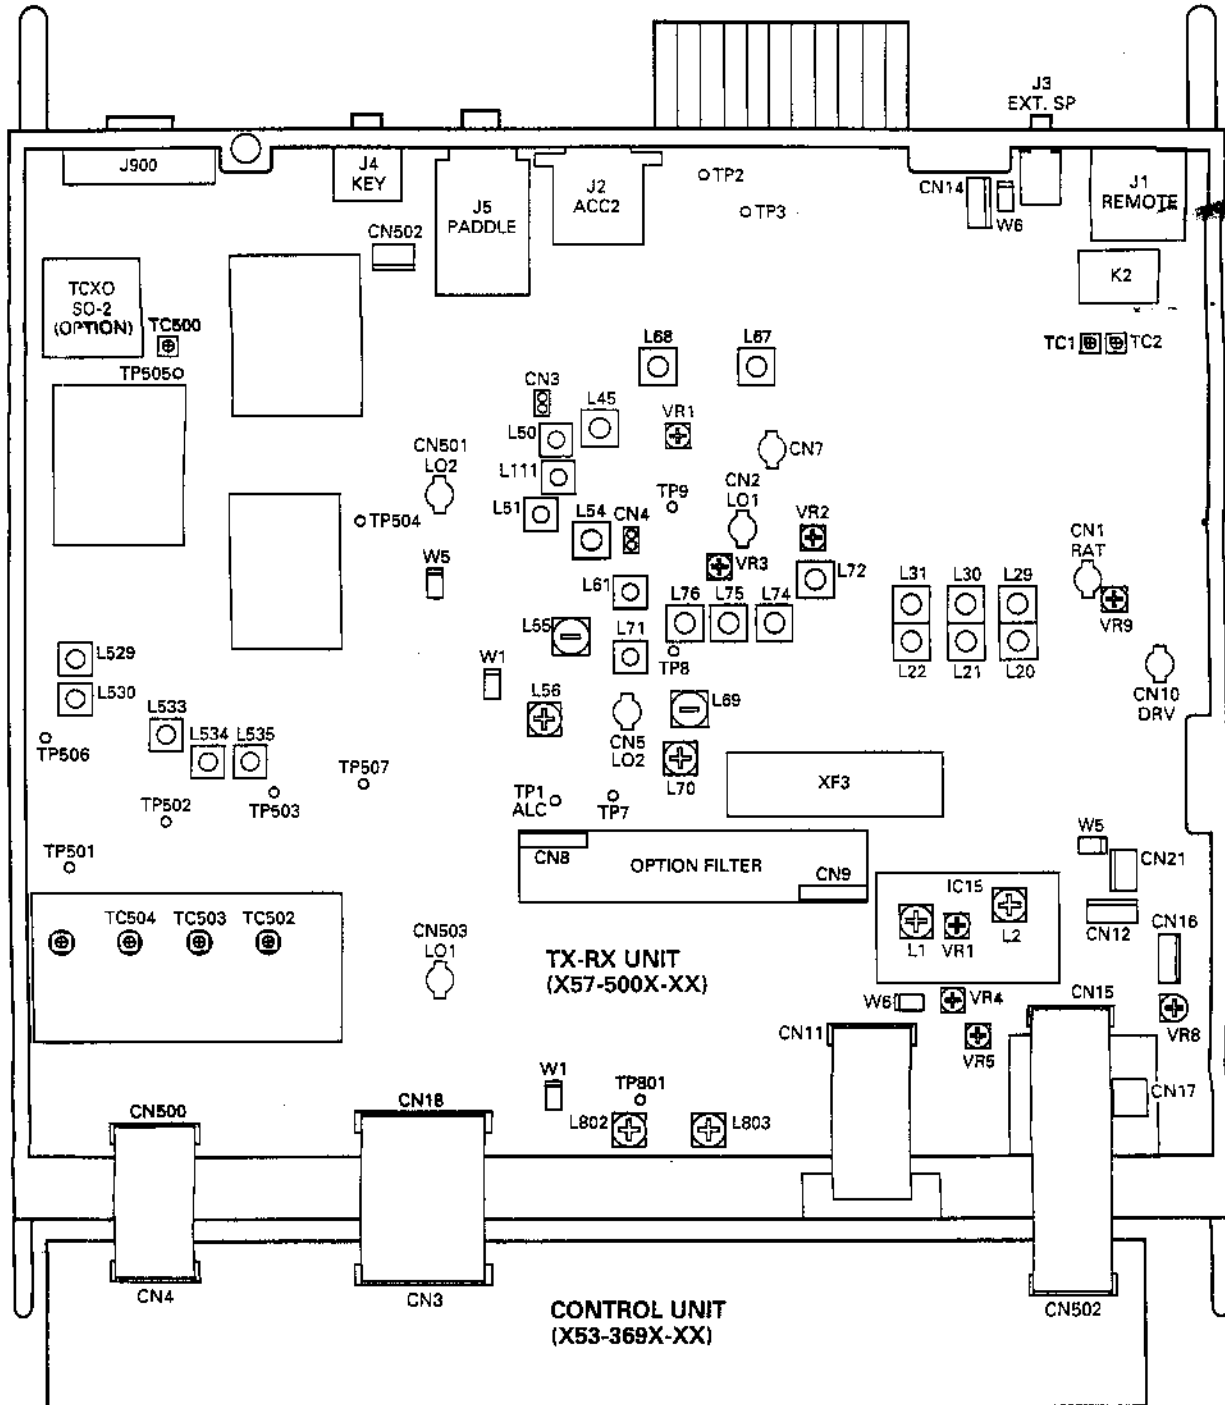 J3
EXT. SP
J900
J4
KEY
J5
PADDLE
J2
ACC2
TP2
TP3
CN14
W6
J1
REMOTE
CN502
K2
TCXO
SO-2
(OPTION)
TC500
TP505
TC1
TC2
L68
L67
CN3
L45
VR1
L50
CN7
CN501
LO2
L111
CN2
LO1
L51
L54
CN4
TP9
VR2
TP504
W5
VR3
CN1
RAT
L61
L72
L31
L30
L29
L76
L75
L74
VR9
L55
L71
TP8
L22
L21
L20
L529
L530
W1
L56
L69
CN10
DRV
L533
L534
L535
CN5
LO2
TP506
L70
TP507
XF3
TP502
TP503
TP1
ALC
TP7
TP501
W5
CN21
CN8
OPTION FILTER
CN9
IC15
L1
VR1
L2
CN12
CN16
TC504
TC503
TC502
CN503
LO1
TX-RX UNIT
(X57-500X-XX)
W6
VR4
CN15
VR8
CN11
VR5
W1
TP801
CN17
CN500
CN18
L802
L803
CN4
CN3
CN502
CONTROL UNIT
(X53-369X-XX)